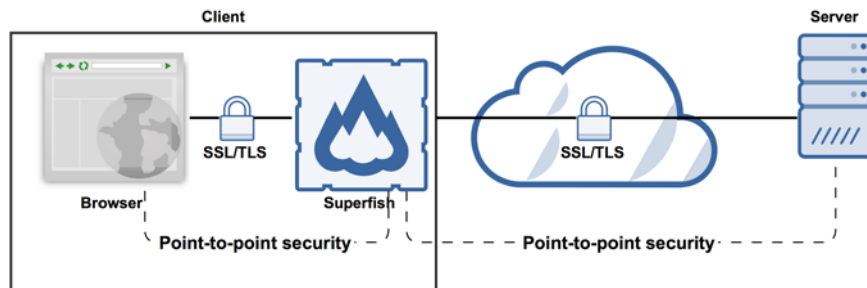 Client
Server
SSL/TLS
SSL/TLS
Browser
Superfish
Point-to-point security
Point-to-point security